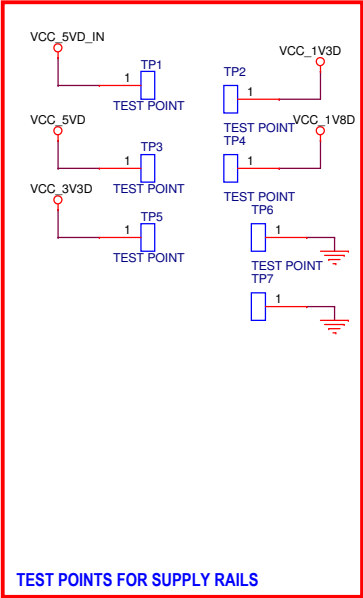 VCC_5VD_IN
TP1
1
TEST POINT
VCC_1V3D
TP2
1
TEST POINT
VCC_5VD
TP3
1
TEST POINT
VCC_1V8D
TP4
1
TEST POINT
VCC_3V3D
TP5
1
TEST POINT
TP6
1
TEST POINT
TP7
1
TEST POINTS FOR SUPPLY RAILS